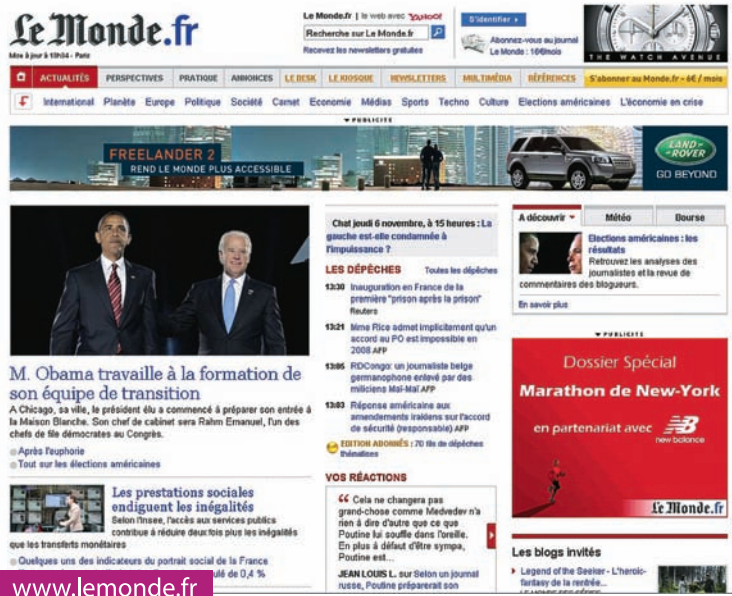 Le Monde.fr
Mis à jour à 15h04 - Paris
Le Monde.fr | le web avec YAHOO!
Recherche sur Le Monde.fr
Recevez les newsletters gratuites
S'identifier
Abonnez-vous au journal
Le Monde : 16€/mois
THE WATCH AVENUE
ACTUALITÉS PERSPECTIVES PRATIQUE ANNONCES LE DESK LE KIOSQUE NEWSLETTERS MULTIMÉDIA RÉFÉRENCES S'abonner au Monde.fr - 6€ / mois
International Planète Europe Politique Société Carnet Economie Médias Sports Techno Culture Elections américaines L'économie en crise
PUBLICITE
FREELANDER 2
REND LE MONDE PLUS ACCESSIBLE
LAND ROVER
GO BEYOND
M. Obama travaille à la formation de
son équipe de transition
A Chicago, sa ville, le président élu a commencé à préparer son entrée à
la Maison Blanche. Son chef de cabinet sera Rahm Emanuel, l'un des
chefs de file démocrates au Congrès.
Après l'euphorie
Tout sur les élections américaines
Les prestations sociales
endiguent les inégalités
Selon l'Insee, l'accès aux services publics
contribue à réduire deux fois plus les inégalités
que les transferts monétaires
Quelques uns des indicateurs du portrait social de la France
ulé de 0,4 %
www.lemonde.fr
Chat jeudi 6 novembre, à 15 heures : La
gauche est-elle condamnée à
l'impuissance ?
LES DÉPÊCHES Toutes les dépêches
13:30 Inauguration en France de la
première "prison après la prison"
Reuters
13:21 Mme Rice admet implicitement qu'un
accord au PO est impossible en
2008 AFP
13:05 RDCongo: un journaliste belge
germanophone enlevé par des
miliciens Maï-Maï AFP
13:03 Réponse américaine aux
amendements irakiens sur l'accord
de sécurité (responsable) AFP
EDITION ABONNÉS : 70 fils de dépêches
thématiques
VOS RÉACTIONS
“ Cela ne changera pas
grand-chose comme Medvedev n'a
rien à dire d'autre que ce que
Poutine lui souffle dans l'oreille.
En plus à défaut d'être sympa,
Poutine est...
JEAN LOUIS L. sur Selon un journal
russe, Poutine préparerait son
A découvrir Météo Bourse
Elections américaines : les
résultats
Retrouvez les analyses des
journalistes et la revue de
commentaires des blogueurs.
En savoir plus
PUBLICITE
Dossier Spécial
Marathon de New-York
en partenariat avec
new balance
Le Monde.fr
Les blogs invités
Legend of the Seeker - L'heroic-
fantasy de la rentrée...